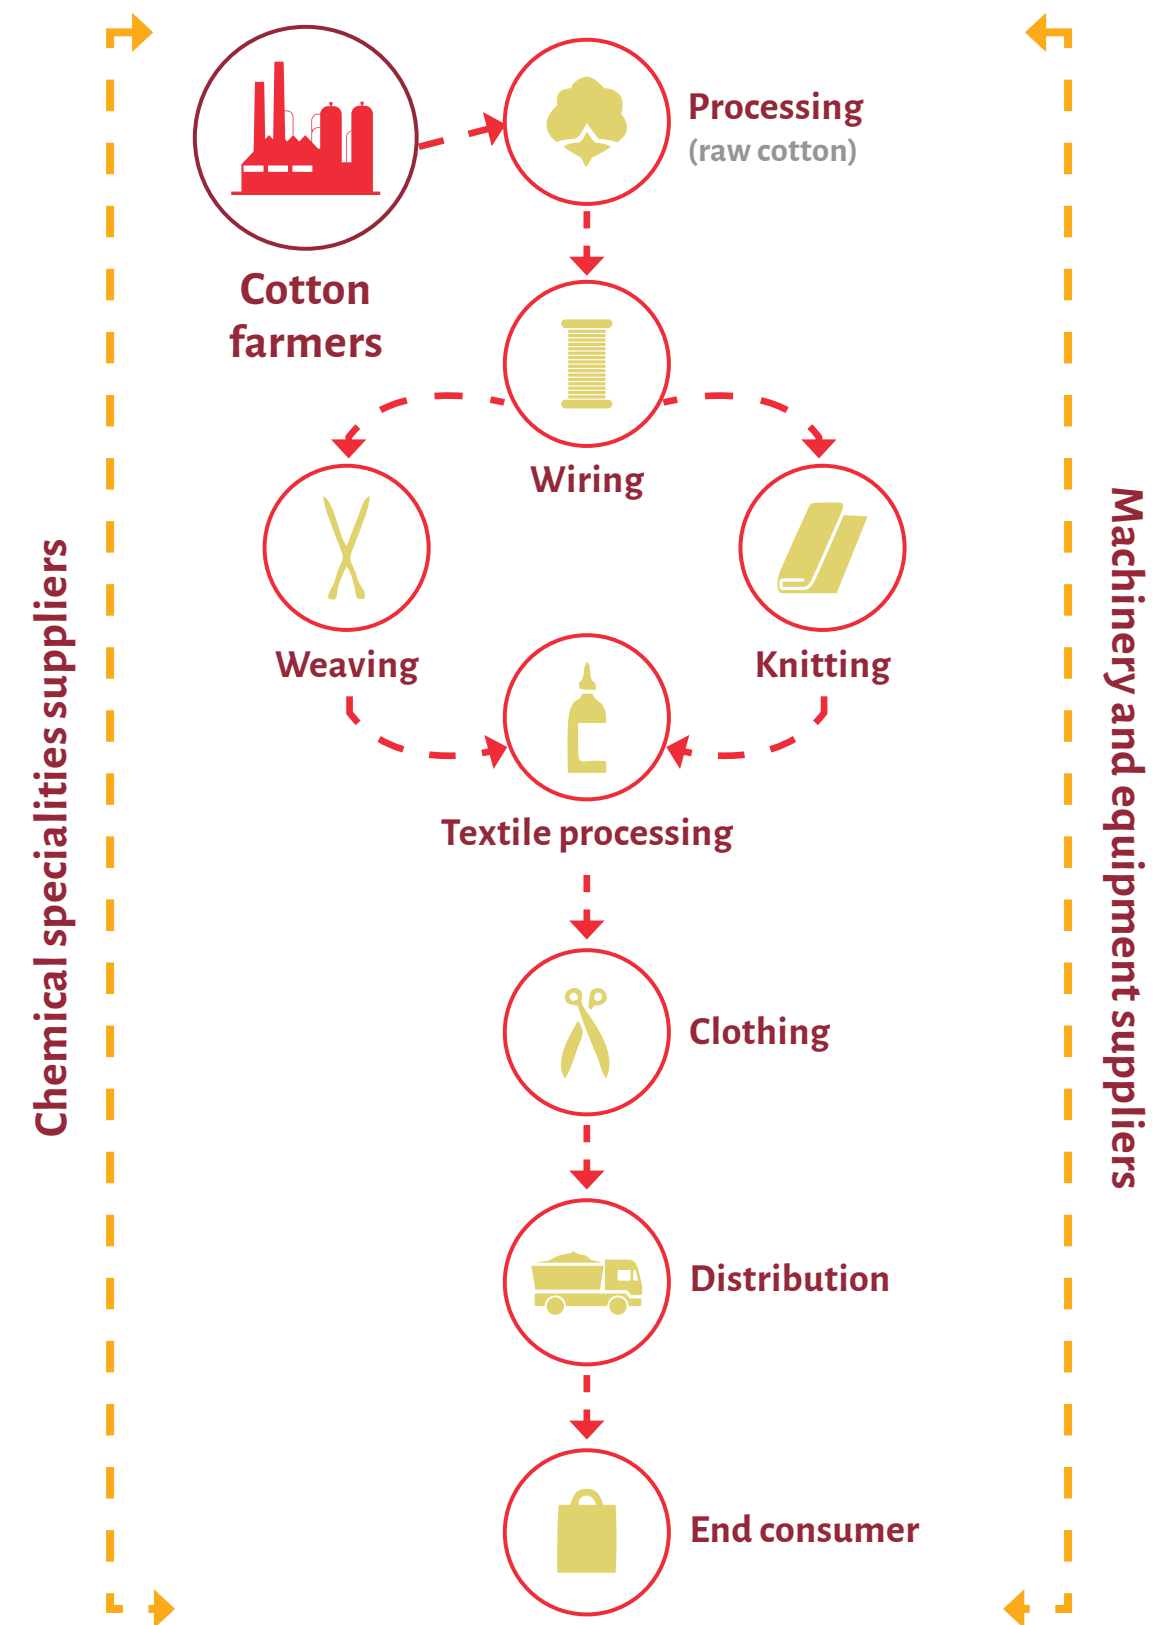 Processing
(raw cotton)
Cotton
farmers
Wiring
Weaving
Knitting
Textile processing
Clothing
Distribution
End consumer
Chemical specialities suppliers
Machinery and equipment suppliers